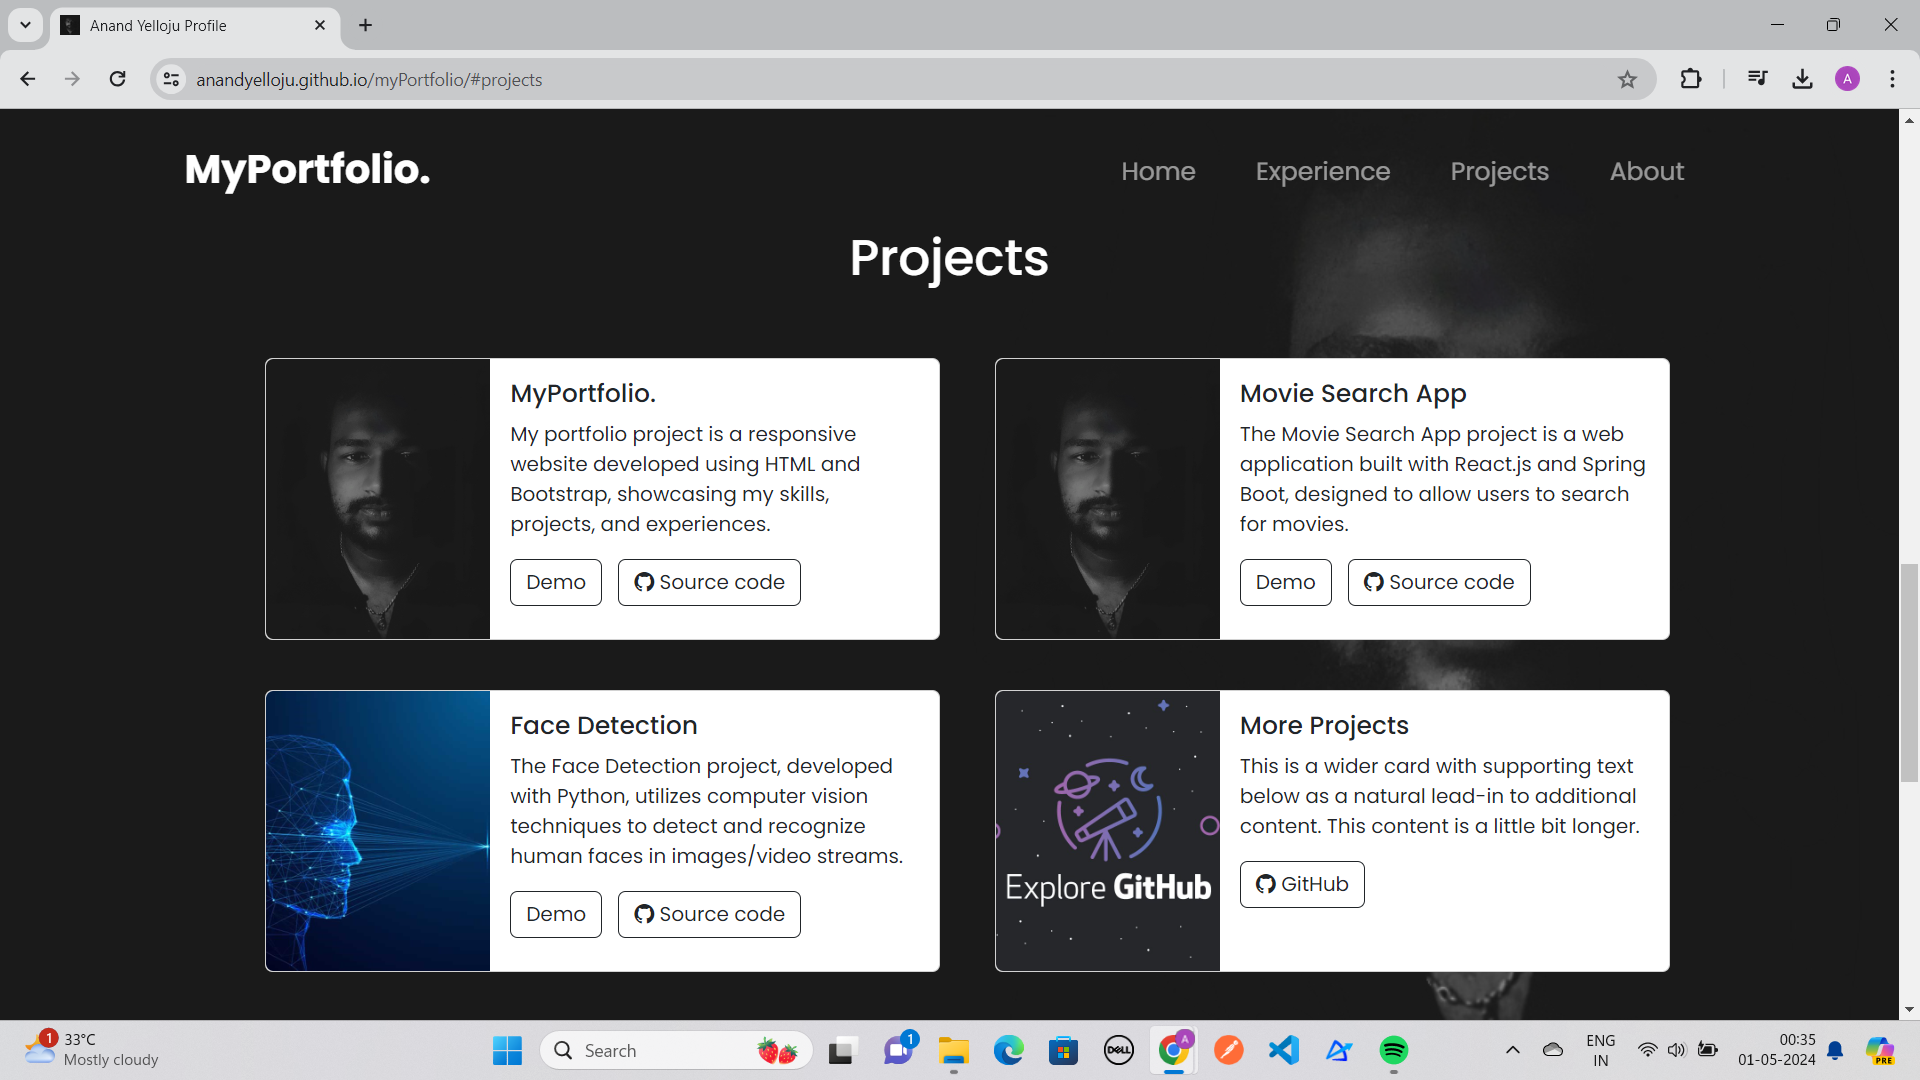 Anand Yelloju Profile
anandyelloju.github.io/myPortfolio/#projects
A
MyPortfolio.
Home Experience Projects About
Projects
MyPortfolio.
My portfolio project is a responsive
website developed using HTML and
Bootstrap, showcasing my skills,
projects, and experiences.
Demo Source code
Movie Search App
The Movie Search App project is a web
application built with React.js and Spring
Boot, designed to allow users to search
for movies.
Demo Source code
Face Detection
The Face Detection project, developed
with Python, utilizes computer vision
techniques to detect and recognize
human faces in images/video streams.
Demo Source code
Explore GitHub
More Projects
This is a wider card with supporting text
below as a natural lead-in to additional
content. This content is a little bit longer.
GitHub
1
33°C
Mostly cloudy
Search
1
DELL
A
ENG
IN
00:35
01-05-2024
PRE